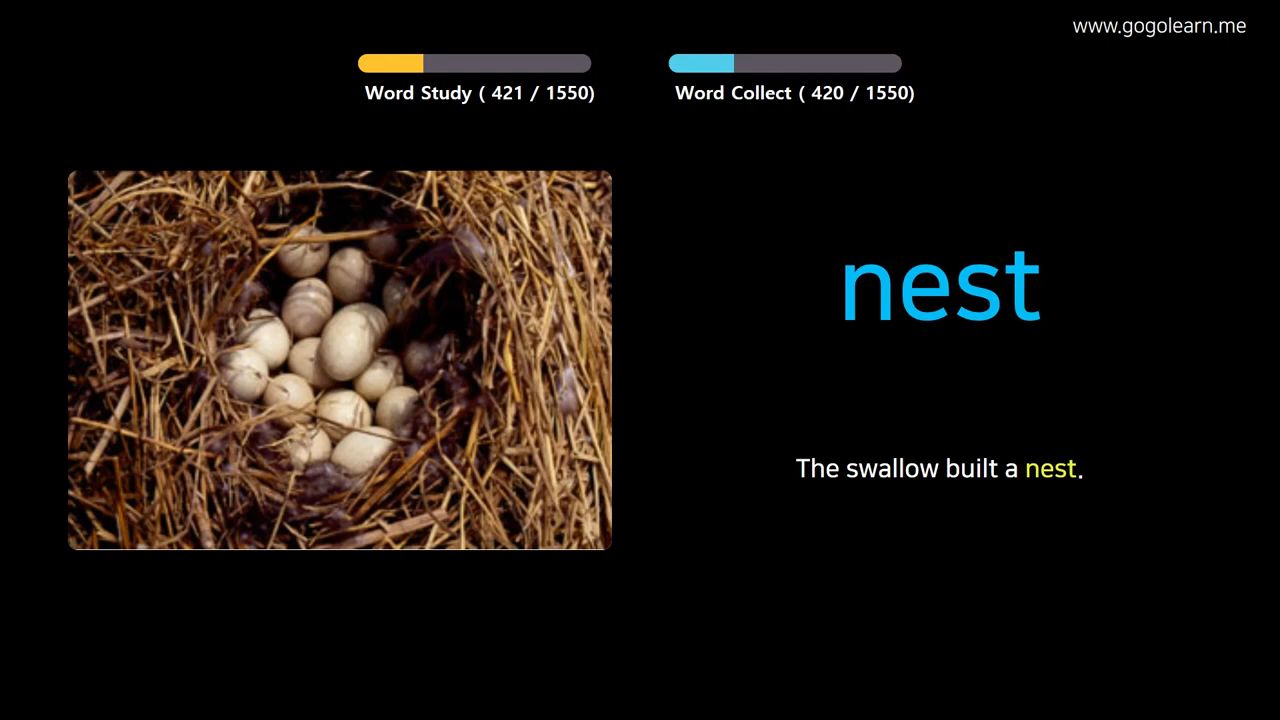 www.gogolearn.me
Word Study ( 421 / 1550)
Word Collect ( 420 / 1550)
nest
The swallow built a nest.